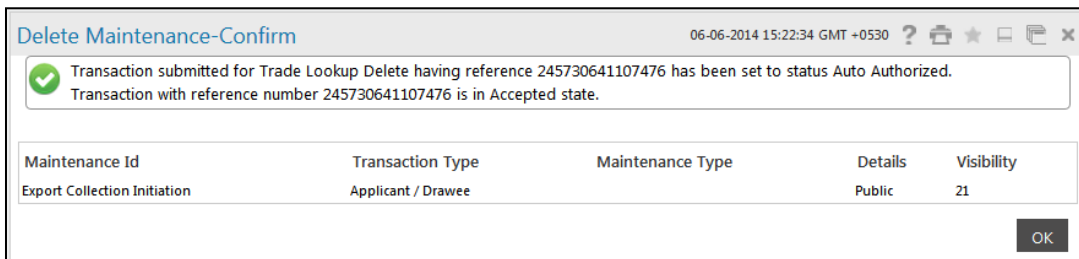 Delete Maintenance-Confirm 06-06-2014 15:22:34 GMT +0530 ?
Transaction submitted for Trade Lookup Delete having reference 245730641107476 has been set to status Auto Authorized.
Transaction with reference number 245730641107476 is in Accepted state.
Maintenance Id Transaction Type Maintenance Type Details Visibility
Export Collection Initiation Applicant / Drawee Public 21
OK